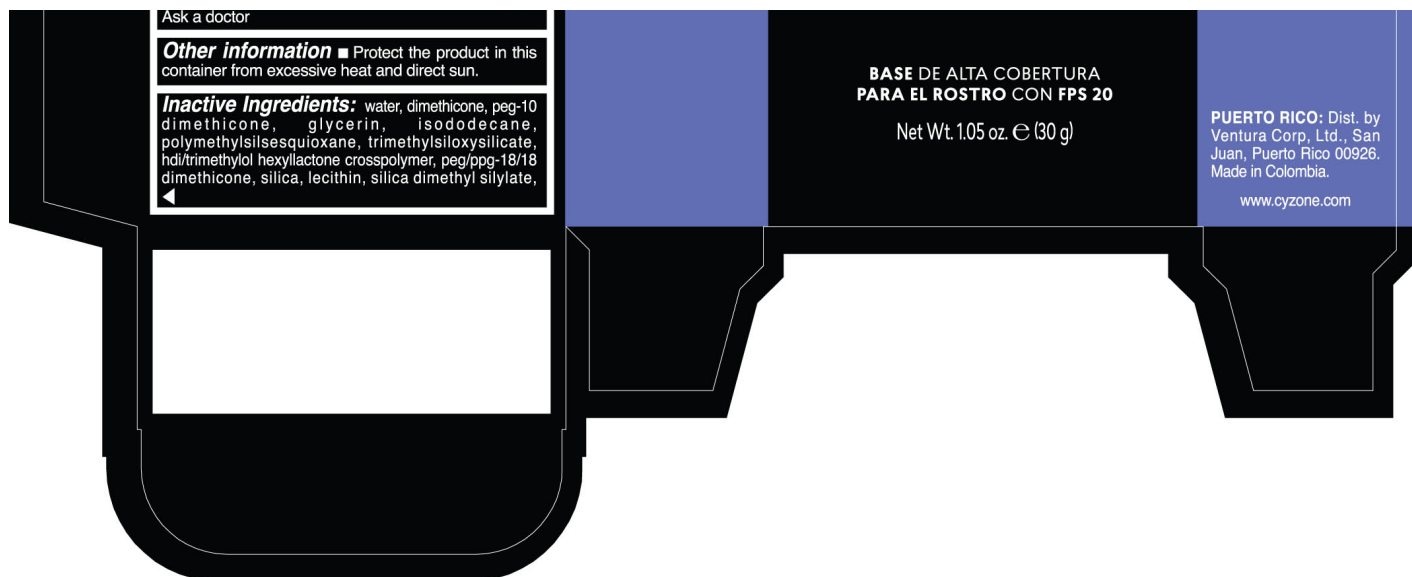 Ask a doctor
Other information ■ Protect the product in this
container from excessive heat and direct sun.
Inactive Ingredients: water, dimethicone, peg-10
dimethicone, glycerin, isododecane,
polymethylsilsesquioxane, trimethylsiloxysilicate,
hdi/trimethylol hexyllactone crosspolymer, peg/ppg-18/18
dimethicone, silica, lecithin, silica dimethyl silylate,
BASE DE ALTA COBERTURA
PARA EL ROSTRO CON FPS 20
Net Wt. 1.05 oz. ℮ (30 g)
PUERTO RICO: Dist. by
Ventura Corp, Ltd., San
Juan, Puerto Rico 00926.
Made in Colombia.
www.cyzone.com